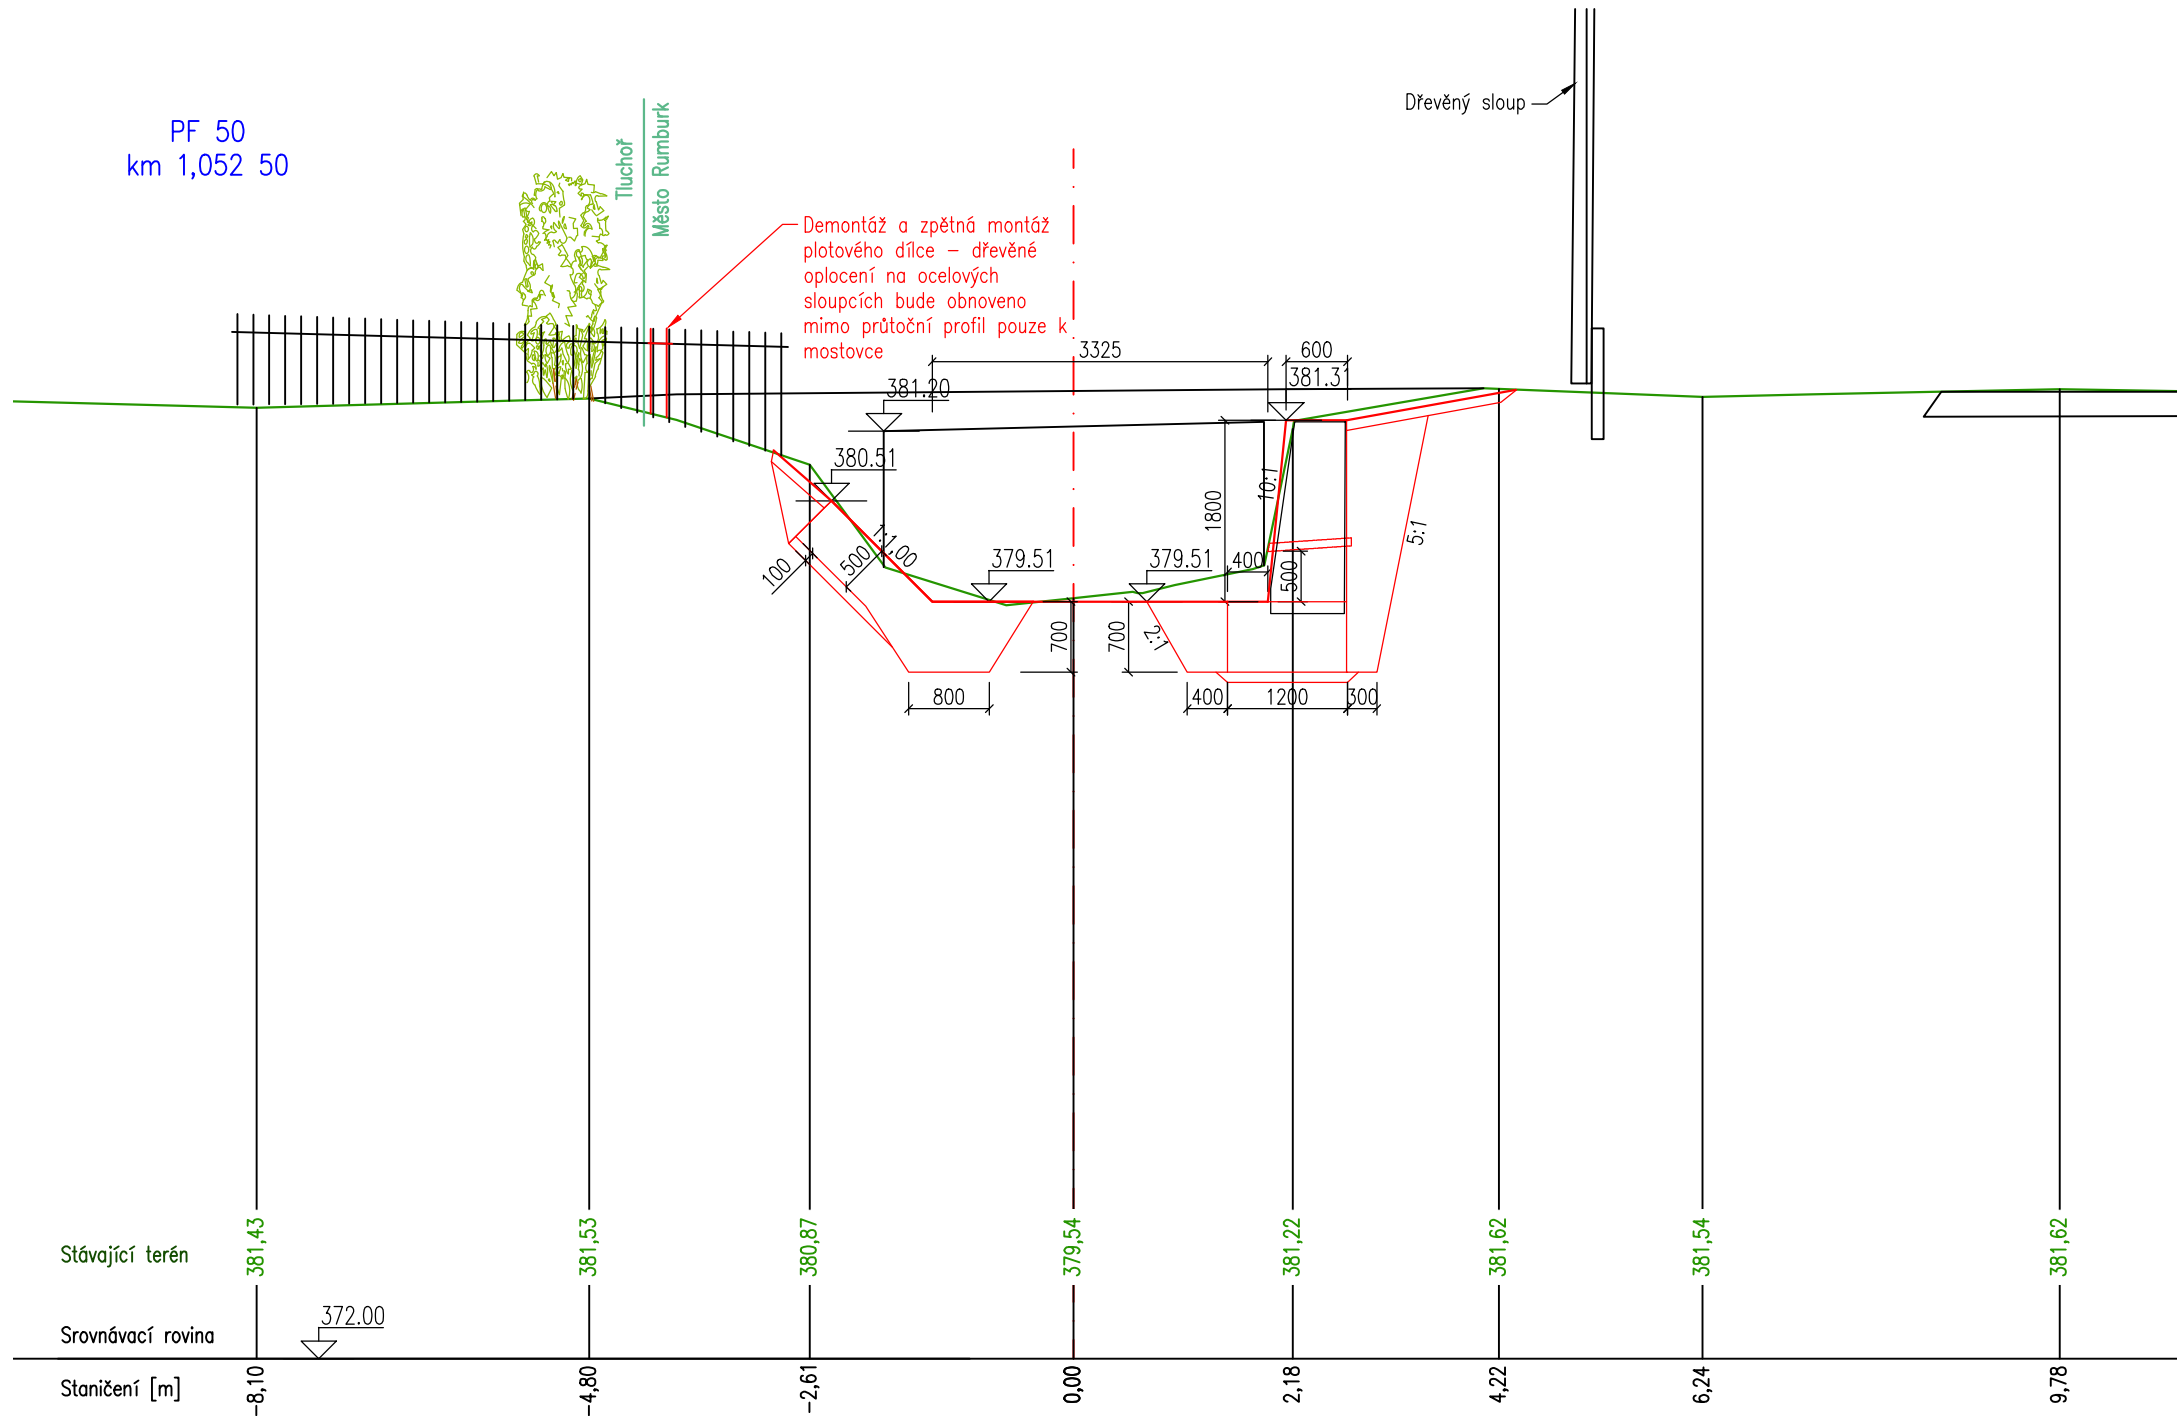 PF 50
km 1,052 50
Tluchoř
Město Rumburk
Dřevěný sloup
Demontáž a zpětná montáž
plotového dílce – dřevěné
oplocení na ocelových
sloupcích bude obnoveno
mimo průtoční profil pouze k
mostovce
3325
600
381.20
381.3
380.51
1:1,00
100
500
379.51
379.51
1800
10:1
400
500
5:1
700
700
2:1
800
400
1200
300
Stávající terén
381,43
381,53
380,87
379,54
381,22
381,62
381,54
381,62
372.00
Srovnávací rovina
Staničení [m]
-8,10
-4,80
-2,61
0,00
2,18
4,22
6,24
9,78